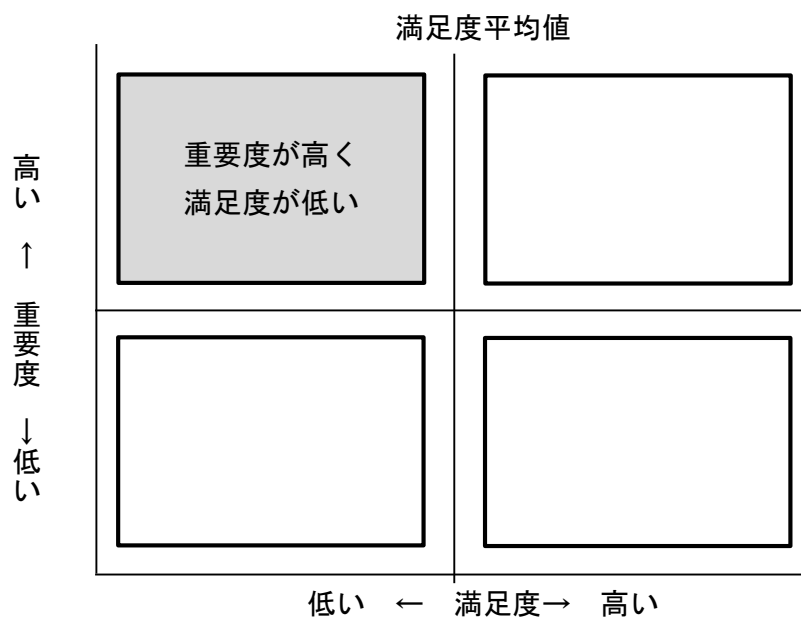 満足度平均値
重要度が高く
満足度が低い
高い ↑ 重要度 ↓低い
低い ← 満足度→ 高い